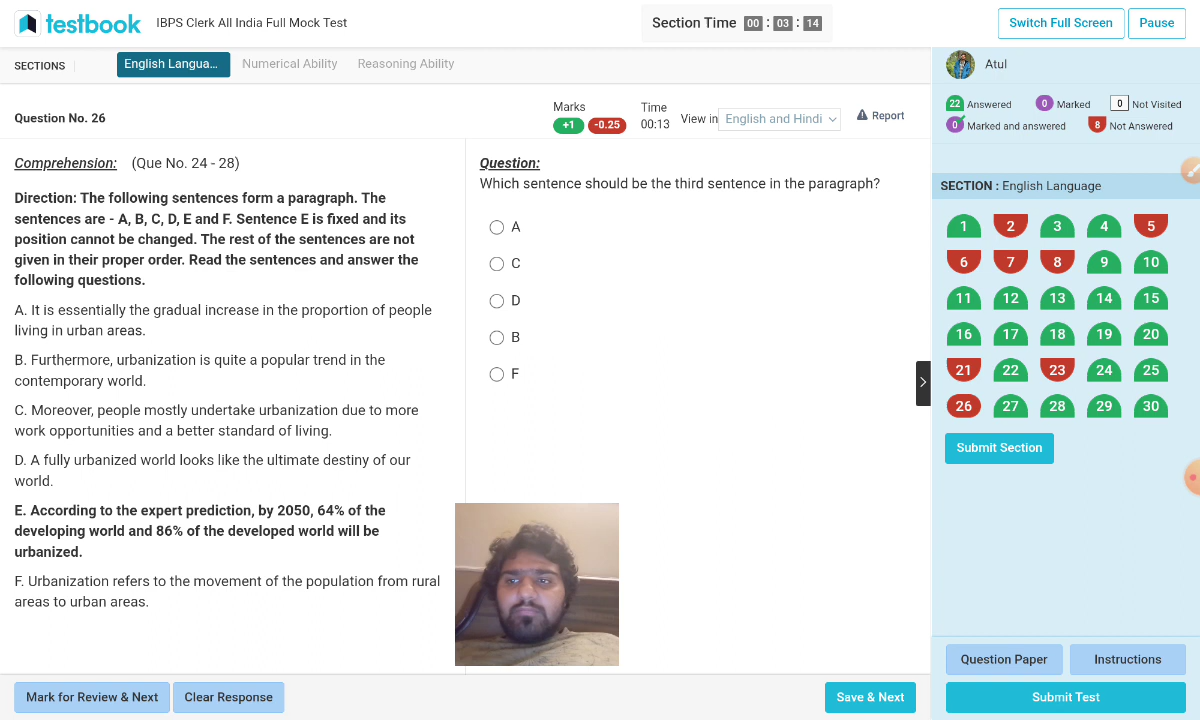 testbook
IBPS Clerk All India Full Mock Test
Section Time 00 : 03 : 14
Switch Full Screen
Pause
SECTIONS
English Langua...
Numerical Ability
Reasoning Ability
Atul
Question No. 26
Marks
+1
-0.25
Time
00:13
View in
English and Hindi
Report
22 Answered
0 Marked
0 Not Visited
0 Marked and answered
8 Not Answered
Comprehension: (Que No. 24 - 28)
Direction: The following sentences form a paragraph. The
sentences are - A, B, C, D, E and F. Sentence E is fixed and its
position cannot be changed. The rest of the sentences are not
given in their proper order. Read the sentences and answer the
following questions.
A. It is essentially the gradual increase in the proportion of people
living in urban areas.
B. Furthermore, urbanization is quite a popular trend in the
contemporary world.
C. Moreover, people mostly undertake urbanization due to more
work opportunities and a better standard of living.
D. A fully urbanized world looks like the ultimate destiny of our
world.
E. According to the expert prediction, by 2050, 64% of the
developing world and 86% of the developed world will be
urbanized.
F. Urbanization refers to the movement of the population from rural
areas to urban areas.
Question:
Which sentence should be the third sentence in the paragraph?
A
C
D
B
F
SECTION : English Language
1 2 3 4 5
6 7 8 9 10
11 12 13 14 15
16 17 18 19 20
21 22 23 24 25
26 27 28 29 30
Submit Section
Question Paper
Instructions
Mark for Review & Next
Clear Response
Save & Next
Submit Test